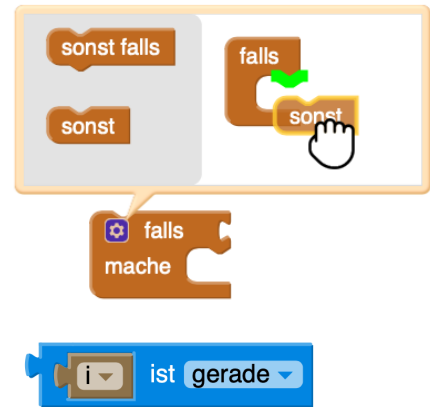 sonst falls
falls
sonst
sonst
falls
mache
i ist gerade